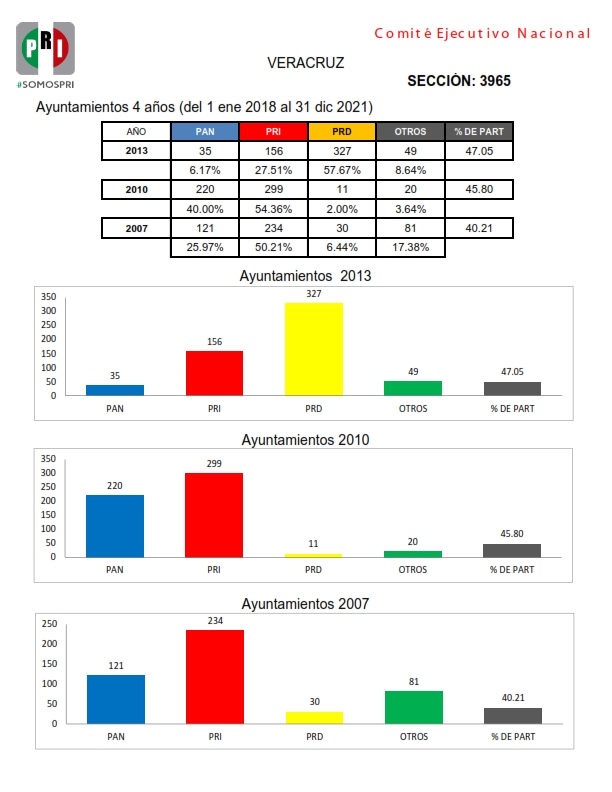 Comité Ejecutivo Nacional
PRI
#SOMOSPRI
VERACRUZ
SECCIÓN: 3965
Ayuntamientos 4 años (del 1 ene 2018 al 31 dic 2021)
AÑO PAN PRI PRD OTROS % DE PART
2013 35 156 327 49 47.05
6.17% 27.51% 57.67% 8.64%
2010 220 299 11 20 45.80
40.00% 54.36% 2.00% 3.64%
2007 121 234 30 81 40.21
25.97% 50.21% 6.44% 17.38%
Ayuntamientos 2013
350
300
250
200
150
100
50
0
35 156 327 49 47.05
PAN PRI PRD OTROS % DE PART
Ayuntamientos 2010
350
300
250
200
150
100
50
0
220 299 11 20 45.80
PAN PRI PRD OTROS % DE PART
Ayuntamientos 2007
250
200
150
100
50
0
121 234 30 81 40.21
PAN PRI PRD OTROS % DE PART